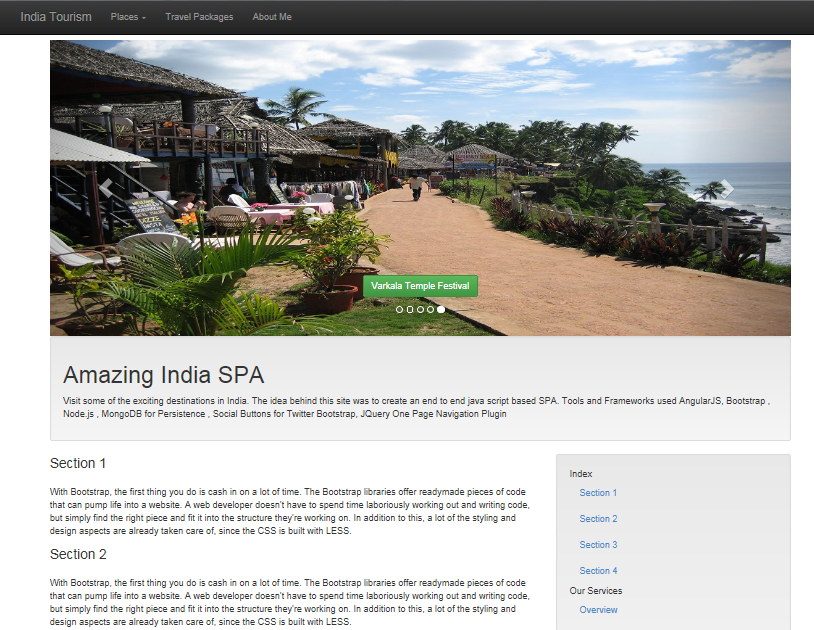 India Tourism Places Travel Packages About Me
Varkala Temple Festival
Amazing India SPA
Visit some of the exciting destinations in India. The idea behind this site was to create an end to end java script based SPA. Tools and Frameworks used AngularJS, Bootstrap ,
Node.js , MongoDB for Persistence , Social Buttons for Twitter Bootstrap, JQuery One Page Navigation Plugin
Section 1
With Bootstrap, the first thing you do is cash in on a lot of time. The Bootstrap libraries offer readymade pieces of code
that can pump life into a website. A web developer doesn't have to spend time laboriously working out and writing code,
but simply find the right piece and fit it into the structure they're working on. In addition to this, a lot of the styling and
design aspects are already taken care of, since the CSS is built with LESS.
Section 2
With Bootstrap, the first thing you do is cash in on a lot of time. The Bootstrap libraries offer readymade pieces of code
that can pump life into a website. A web developer doesn't have to spend time laboriously working out and writing code,
but simply find the right piece and fit it into the structure they're working on. In addition to this, a lot of the styling and
design aspects are already taken care of, since the CSS is built with LESS.
Index
Section 1
Section 2
Section 3
Section 4
Our Services
Overview